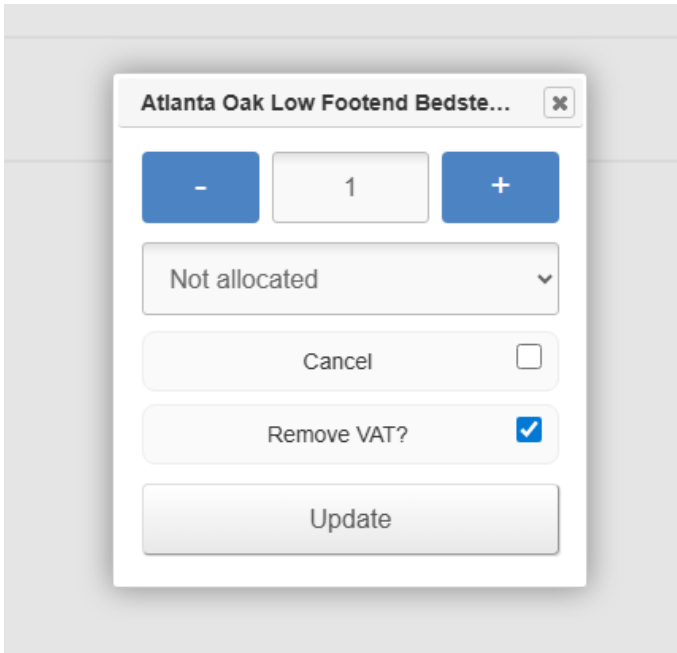 Atlanta Oak Low Footend Bedste...
-
1
+
Not allocated
Cancel
Remove VAT?
Update